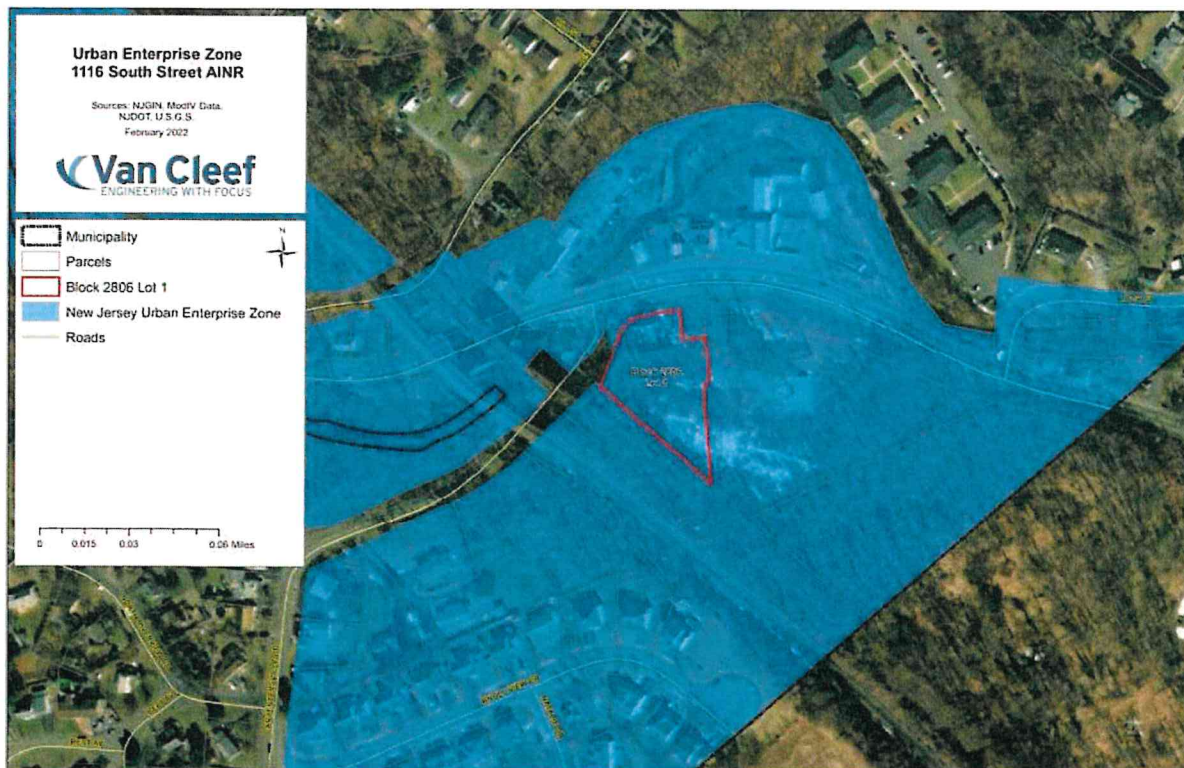 Urban Enterprise Zone
1116 South Street AINR
Sources: NJGIN, ModIV Data,
NJDOT, U.S.G.S.
February 2022
Van Cleef
ENGINEERING WITH FOCUS
N
Municipality
Parcels
Block 2806 Lot 1
New Jersey Urban Enterprise Zone
Roads
0 0.015 0.03 0.06 Miles